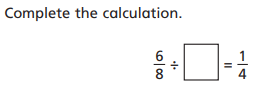 Complete the calculation.
6/8 ÷ □ = 1/4